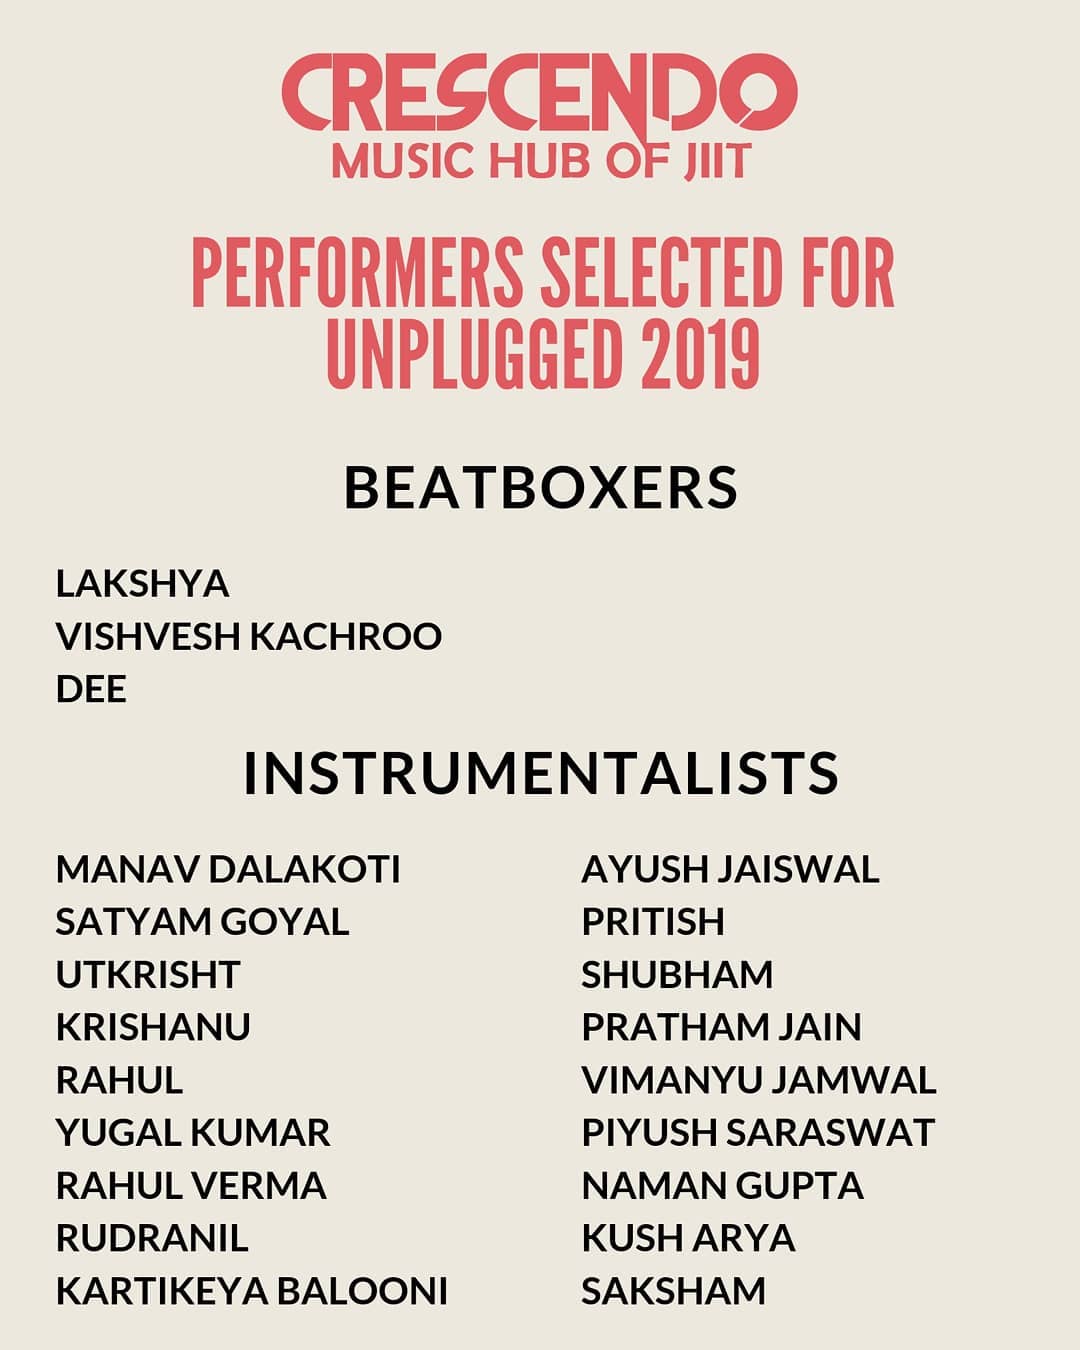 CRESCENDO
MUSIC HUB OF JIIT
PERFORMERS SELECTED FOR
UNPLUGGED 2019
BEATBOXERS
LAKSHYA
VISHVESH KACHROO
DEE
INSTRUMENTALISTS
MANAV DALAKOTI
SATYAM GOYAL
UTKRISHT
KRISHANU
RAHUL
YUGAL KUMAR
RAHUL VERMA
RUDRANIL
KARTIKEYA BALOONI
AYUSH JAISWAL
PRITISH
SHUBHAM
PRATHAM JAIN
VIMANYU JAMWAL
PIYUSH SARASWAT
NAMAN GUPTA
KUSH ARYA
SAKSHAM